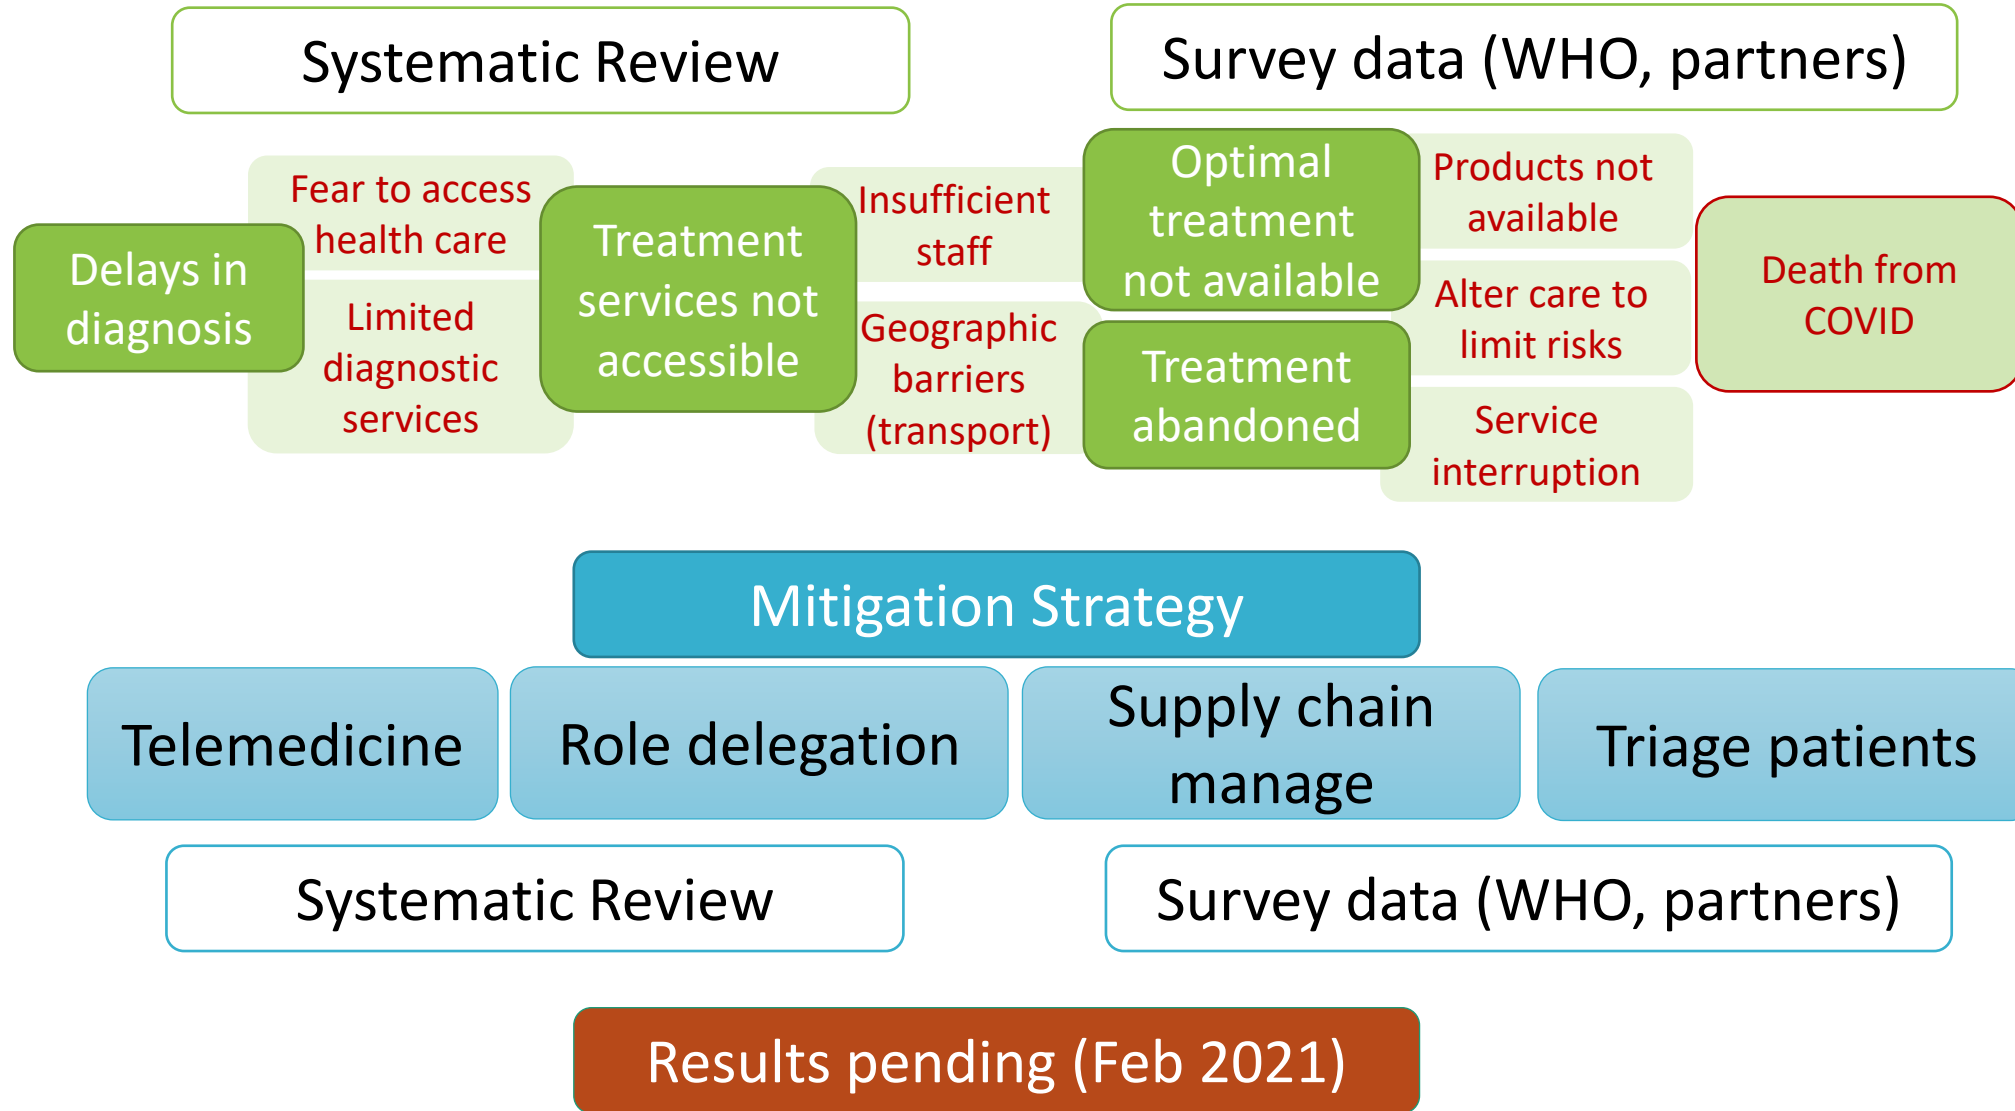 Systematic Review
Survey data (WHO, partners)
Delays in
diagnosis
Fear to access
health care
Limited
diagnostic
services
Treatment
services not
accessible
Insufficient
staff
Geographic
barriers
(transport)
Optimal
treatment
not available
Treatment
abandoned
Products not
available
Alter care to
limit risks
Service
interruption
Death from
COVID
Mitigation Strategy
Telemedicine
Role delegation
Supply chain
manage
Triage patients
Systematic Review
Survey data (WHO, partners)
Results pending (Feb 2021)